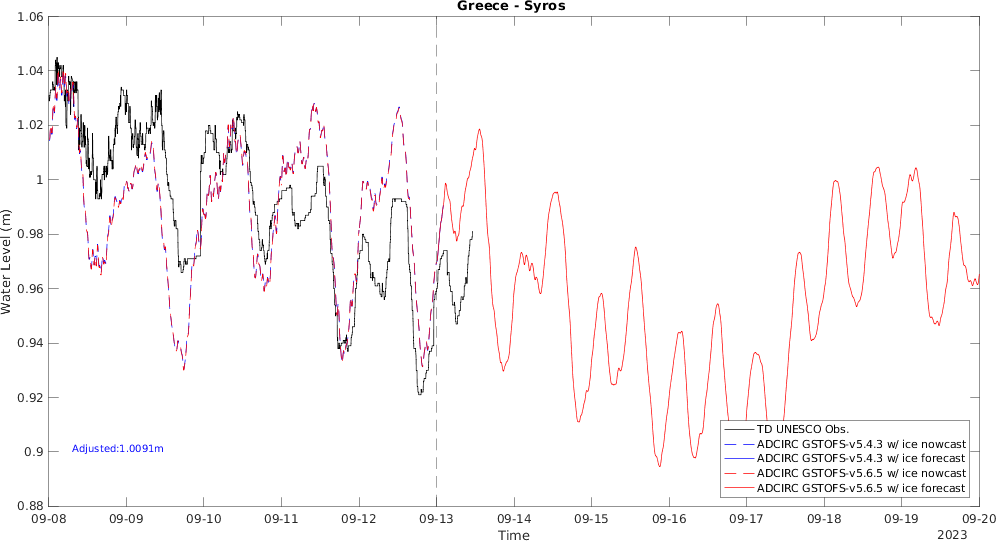 Greece - Syros
1.06
1.04
1.02
1
0.98
0.96
0.94
0.92
0.9
0.88
Water Level (m)
Adjusted:1.0091m
TD UNESCO Obs.
ADCIRC GSTOFS-v5.4.3 w/ ice nowcast
ADCIRC GSTOFS-v5.4.3 w/ ice forecast
ADCIRC GSTOFS-v5.6.5 w/ ice nowcast
ADCIRC GSTOFS-v5.6.5 w/ ice forecast
09-08 09-09 09-10 09-11 09-12 09-13 09-14 09-15 09-16 09-17 09-18 09-19 09-20
Time
2023